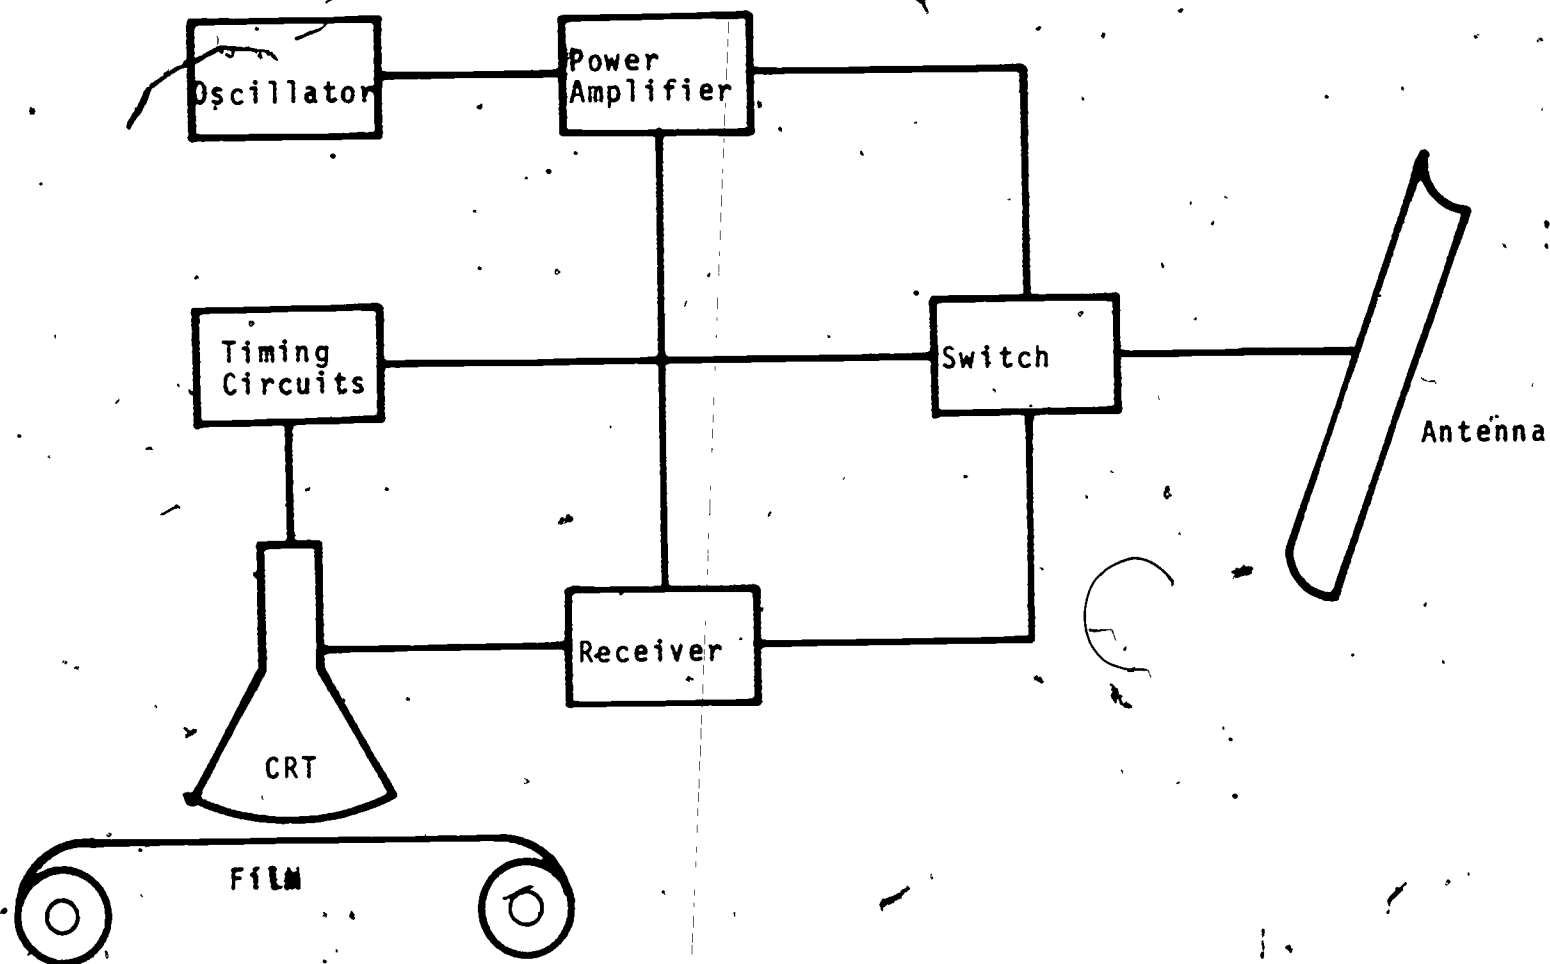 Oscillator
Power
Amplifier
Timing
Circuits
Switch
Antenna
Receiver
CRT
FiLM